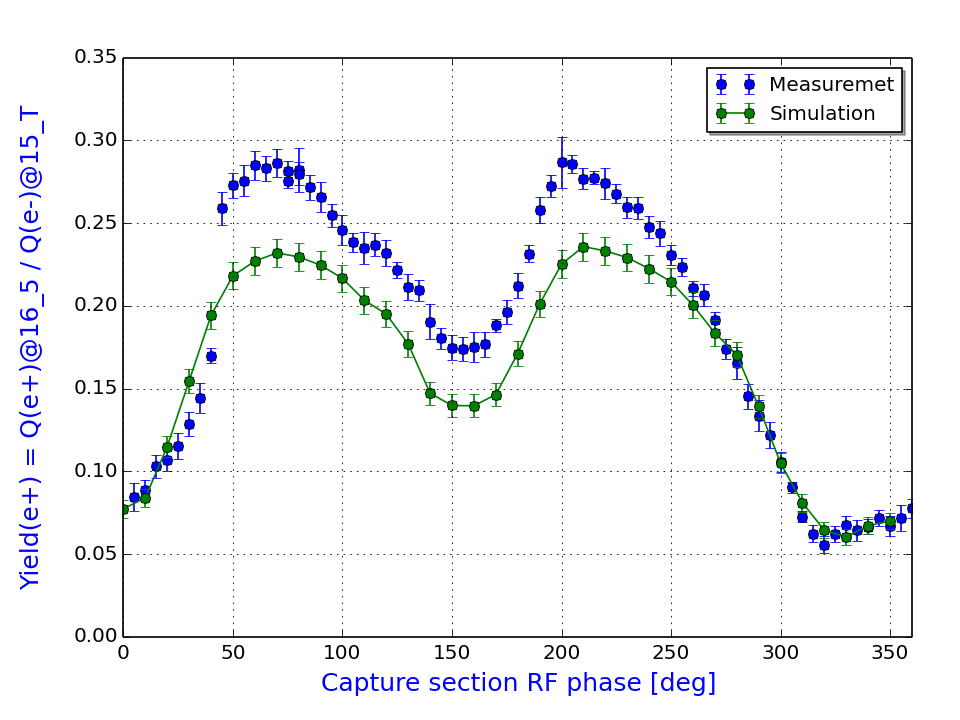 Yield(e+) = Q(e+)@16_5 / Q(e-)@15_T
0.35
0.30
0.25
0.20
0.15
0.10
0.05
0.00
Measuremet
Simulation
0 50 100 150 200 250 300 350
Capture section RF phase [deg]